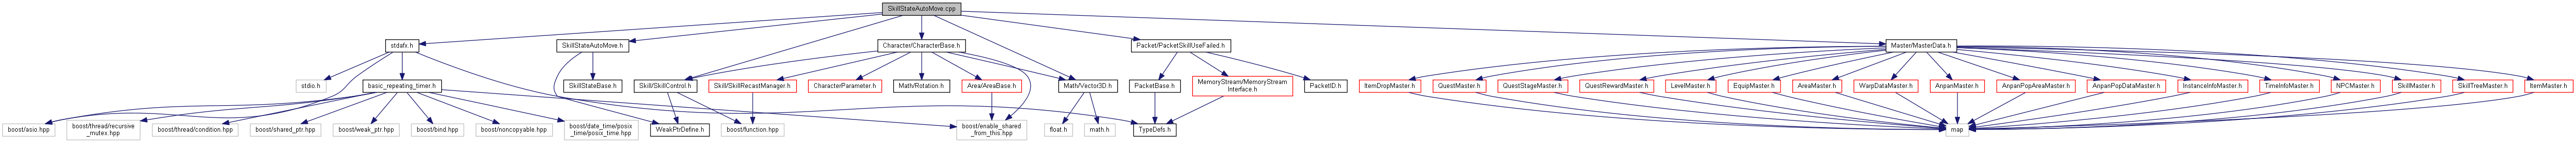 SkillStateAutoMove.cpp
stdafx.h
SkillStateAutoMove.h
Character/CharacterBase.h
Packet/PacketSkillUseFailed.h
Master/MasterData.h
stdio.h
basic_repeating_timer.h
SkillStateBase.h
Skill/SkillControl.h
Skill/SkillRecastManager.h
CharacterParameter.h
Math/Rotation.h
Area/AreaBase.h
Math/Vector3D.h
PacketBase.h
MemoryStream/MemoryStream
Interface.h
PacketID.h
ItemDropMaster.h
QuestMaster.h
QuestStageMaster.h
QuestRewardMaster.h
LevelMaster.h
EquipMaster.h
AreaMaster.h
WarpDataMaster.h
AnpanMaster.h
AnpanPopAreaMaster.h
AnpanPopDataMaster.h
InstanceInfoMaster.h
TimeInfoMaster.h
NPCMaster.h
SkillMaster.h
SkillTreeMaster.h
ItemMaster.h
boost/asio.hpp
boost/thread/recursive
_mutex.hpp
boost/thread/condition.hpp
boost/shared_ptr.hpp
boost/weak_ptr.hpp
boost/bind.hpp
boost/noncopyable.hpp
boost/date_time/posix
_time/posix_time.hpp
WeakPtrDefine.h
boost/function.hpp
boost/enable_shared
_from_this.hpp
float.h
math.h
TypeDefs.h
map